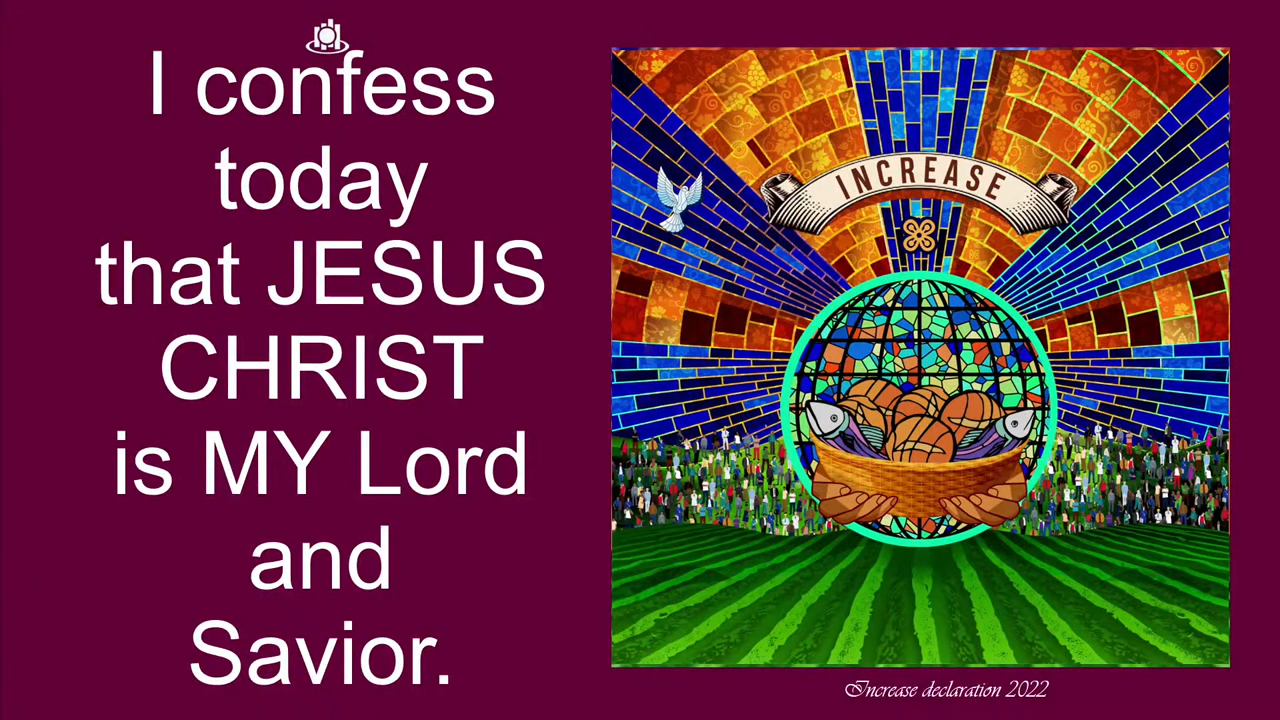 I confess
today
that JESUS
CHRIST
is MY Lord
and
Savior.
INCREASE
Increase declaration 2022